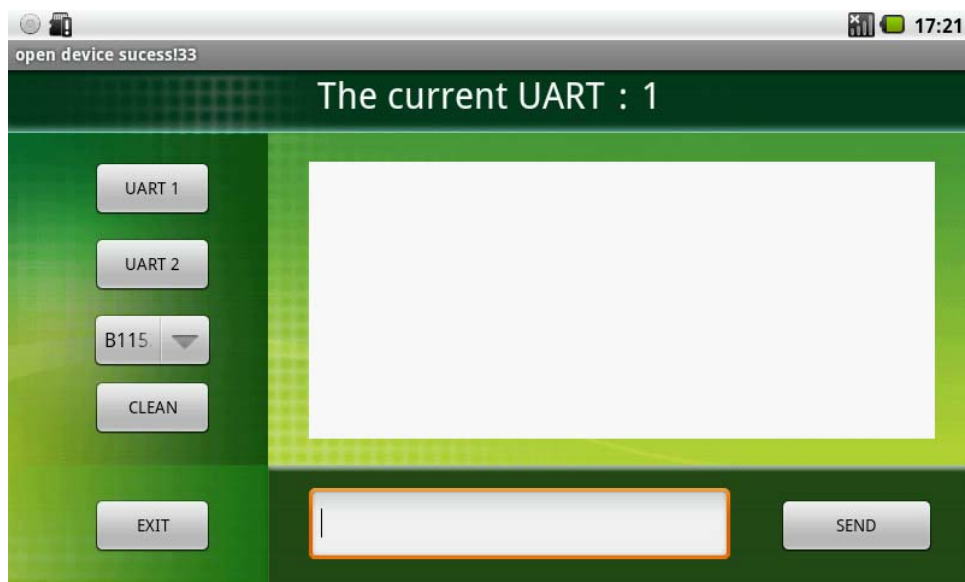 17:21
open device sucess!33
The current UART : 1
UART 1
UART 2
B115
CLEAN
EXIT
SEND